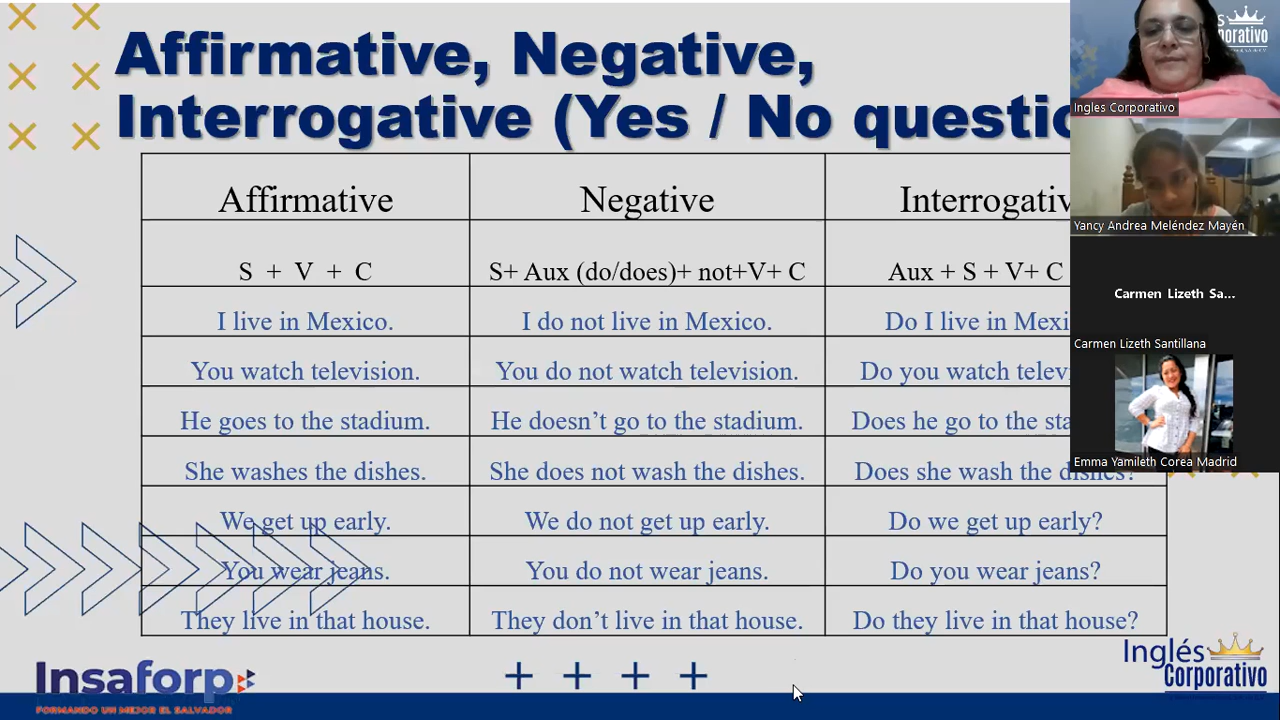 Affirmative, Negative,
Interrogative (Yes / No questio
Affirmative Negative Interrogativ
S + V + C S+ Aux (do/does)+ not+V+ C Aux + S + V+ C
I live in Mexico. I do not live in Mexico. Do I live in Mexi
You watch television. You do not watch television. Do you watch telev
He goes to the stadium. He doesn’t go to the stadium. Does he go to the sta
She washes the dishes. She does not wash the dishes. Does she wash the dishes?
We get up early. We do not get up early. Do we get up early?
You wear jeans. You do not wear jeans. Do you wear jeans?
They live in that house. They don’t live in that house. Do they live in that house?
Insaforp
FORMANDO UN MEJOR EL SALVADOR
Inglés
Corporativo
s
rporativo
Ingles Corporativo
Yancy Andrea Meléndez Mayén
Carmen Lizeth Sa...
Carmen Lizeth Santillana
Emma Yamileth Corea Madrid